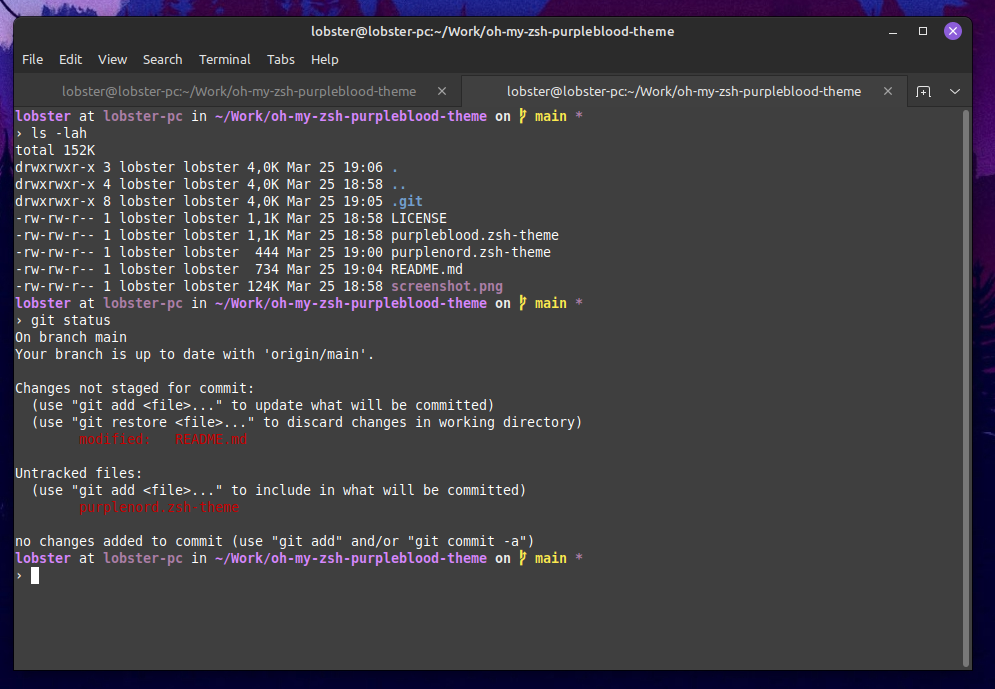 lobster@lobster-pc:~/Work/oh-my-zsh-purpleblood-theme
File Edit View Search Terminal Tabs Help
lobster@lobster-pc:~/Work/oh-my-zsh-purpleblood-theme lobster@lobster-pc:~/Work/oh-my-zsh-purpleblood-theme
lobster at lobster-pc in ~/Work/oh-my-zsh-purpleblood-theme on main *
› ls -lah
total 152K
drwxrwxr-x 3 lobster lobster 4,0K Mar 25 19:06 .
drwxrwxr-x 4 lobster lobster 4,0K Mar 25 18:58 ..
drwxrwxr-x 8 lobster lobster 4,0K Mar 25 19:05 .git
-rw-rw-r-- 1 lobster lobster 1,1K Mar 25 18:58 LICENSE
-rw-rw-r-- 1 lobster lobster 1,1K Mar 25 18:58 purpleblood.zsh-theme
-rw-rw-r-- 1 lobster lobster  444 Mar 25 19:00 purplenord.zsh-theme
-rw-rw-r-- 1 lobster lobster  734 Mar 25 19:04 README.md
-rw-rw-r-- 1 lobster lobster 124K Mar 25 18:58 screenshot.png
lobster at lobster-pc in ~/Work/oh-my-zsh-purpleblood-theme on main *
› git status
On branch main
Your branch is up to date with 'origin/main'.
Changes not staged for commit:
  (use "git add <file>..." to update what will be committed)
  (use "git restore <file>..." to discard changes in working directory)
        modified:   README.md
Untracked files:
  (use "git add <file>..." to include in what will be committed)
        purplenord.zsh-theme
no changes added to commit (use "git add" and/or "git commit -a")
lobster at lobster-pc in ~/Work/oh-my-zsh-purpleblood-theme on main *
›